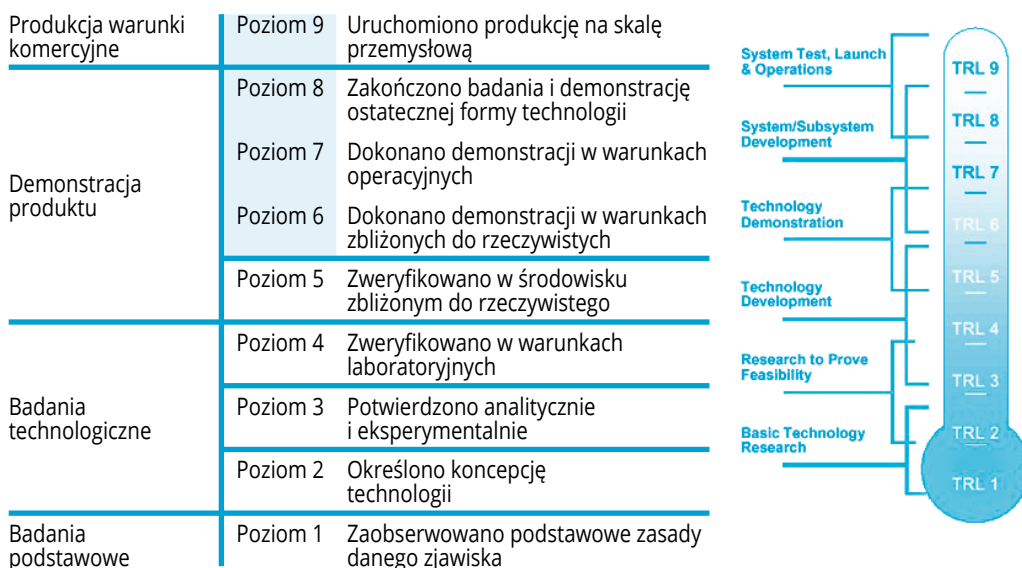 Produkcja warunki
komercyjne
Poziom 9
Uruchomiono produkcję na skalę
przemysłową
Demonstracja
produktu
Poziom 8
Zakończono badania i demonstrację
ostatecznej formy technologii
Poziom 7
Dokonano demonstracji w warunkach
operacyjnych
Poziom 6
Dokonano demonstracji w warunkach
zbliżonych do rzeczywistych
Poziom 5
Zweryfikowano w środowisku
zbliżonym do rzeczywistego
Badania
technologiczne
Poziom 4
Zweryfikowano w warunkach
laboratoryjnych
Poziom 3
Potwierdzono analitycznie
i eksperymentalnie
Poziom 2
Określono koncepcję
technologii
Badania
podstawowe
Poziom 1
Zaobserwowano podstawowe zasady
danego zjawiska
System Test, Launch
& Operations
System/Subsystem
Development
Technology
Demonstration
Technology
Development
Research to Prove
Feasibility
Basic Technology
Research
TRL 9
TRL 8
TRL 7
TRL 6
TRL 5
TRL 4
TRL 3
TRL 2
TRL 1